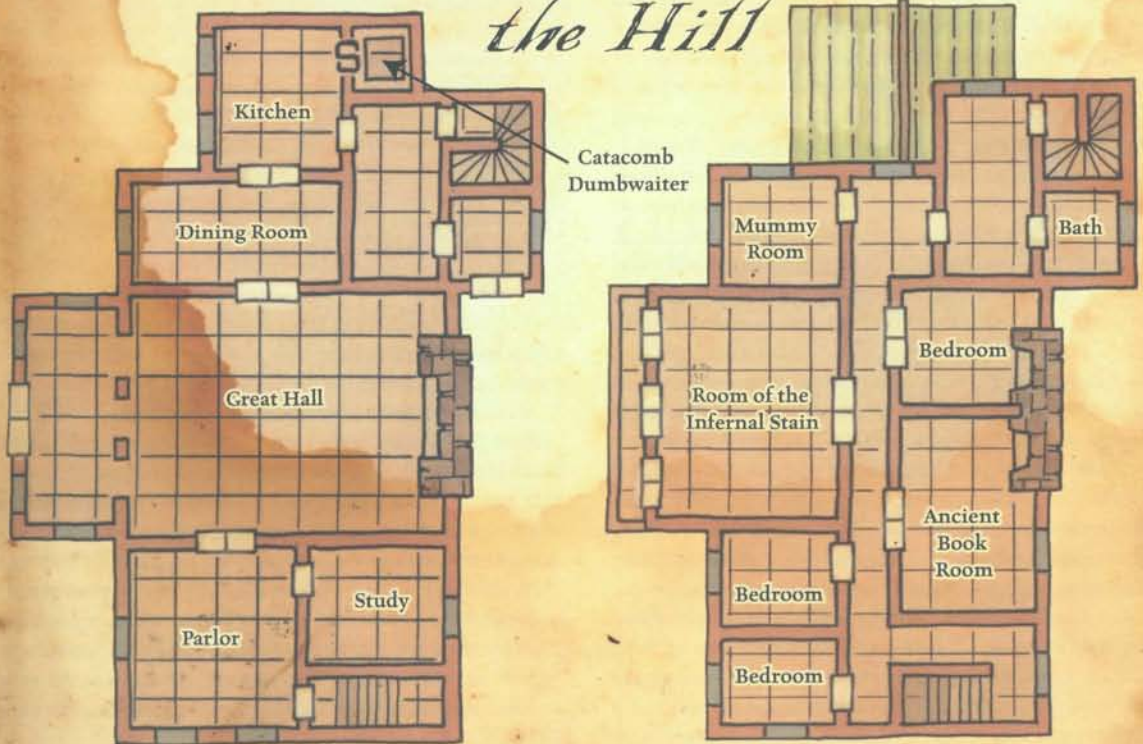 the Hill
S
Kitchen
Catacomb
Dumbwaiter
Dining Room
Great Hall
Parlor
Study
Mummy
Room
Bath
Bedroom
Room of the
Infernal Stain
Ancient
Book
Room
Bedroom
Bedroom